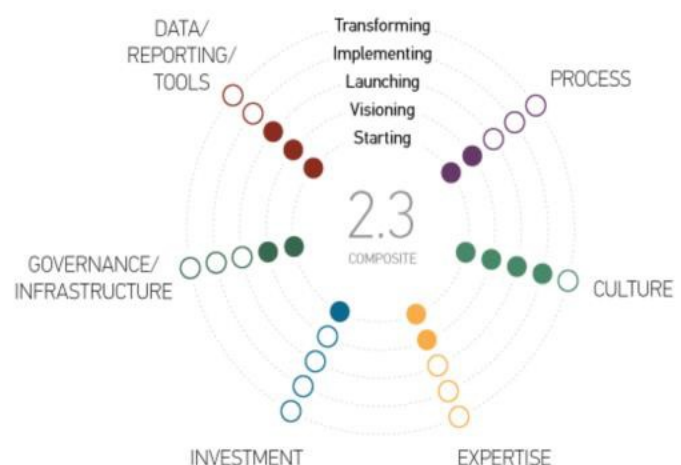 DATA/
REPORTING/
TOOLS
Transforming
Implementing
Launching
Visioning
Starting
PROCESS
2.3
COMPOSITE
GOVERNANCE/
INFRASTRUCTURE
CULTURE
INVESTMENT
EXPERTISE